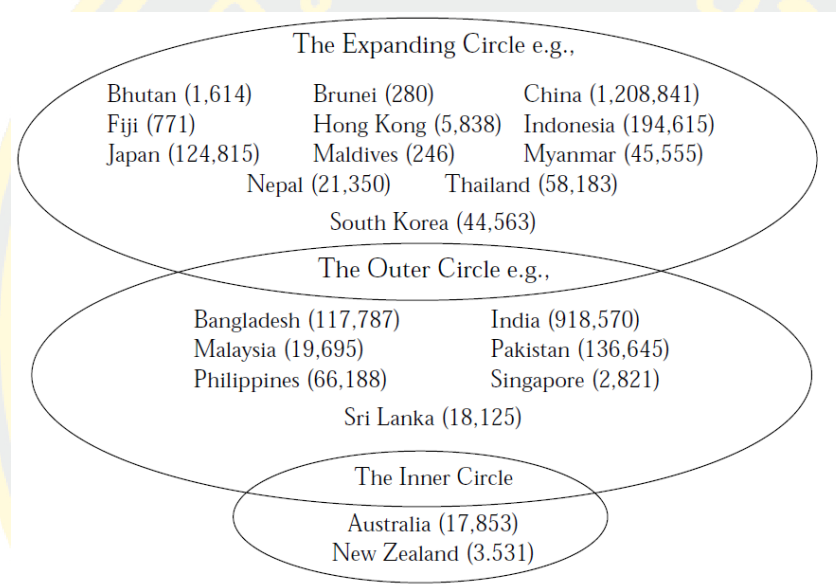 The Expanding Circle e.g.,
Bhutan (1,614) Brunei (280) China (1,208,841)
Fiji (771) Hong Kong (5,838) Indonesia (194,615)
Japan (124,815) Maldives (246) Myanmar (45,555)
Nepal (21,350) Thailand (58,183)
South Korea (44,563)
The Outer Circle e.g.,
Bangladesh (117,787) India (918,570)
Malaysia (19,695) Pakistan (136,645)
Philippines (66,188) Singapore (2,821)
Sri Lanka (18,125)
The Inner Circle
Australia (17,853)
New Zealand (3.531)